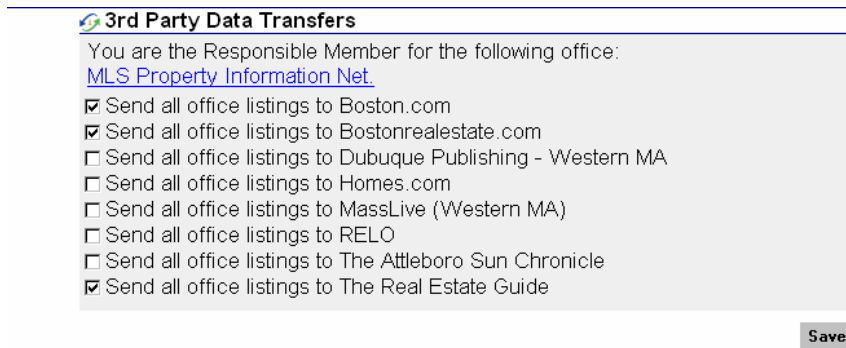 3rd Party Data Transfers
You are the Responsible Member for the following office:
MLS Property Information Net.
Send all office listings to Boston.com
Send all office listings to Bostonrealestate.com
Send all office listings to Dubuque Publishing - Western MA
Send all office listings to Homes.com
Send all office listings to MassLive (Western MA)
Send all office listings to RELO
Send all office listings to The Attleboro Sun Chronicle
Send all office listings to The Real Estate Guide
Save